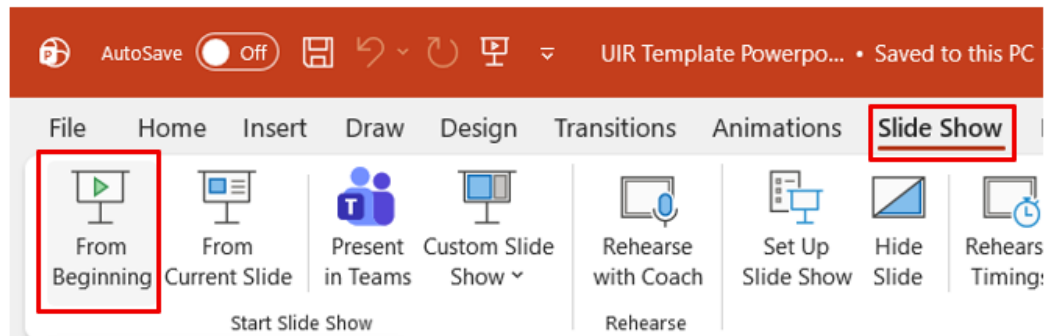 AutoSave Off UIR Template Powerpo... • Saved to this PC
File Home Insert Draw Design Transitions Animations Slide Show
From From Present Custom Slide Rehearse Set Up Hide Rehears
Beginning Current Slide in Teams Show with Coach Slide Show Slide Timing
Start Slide Show Rehearse